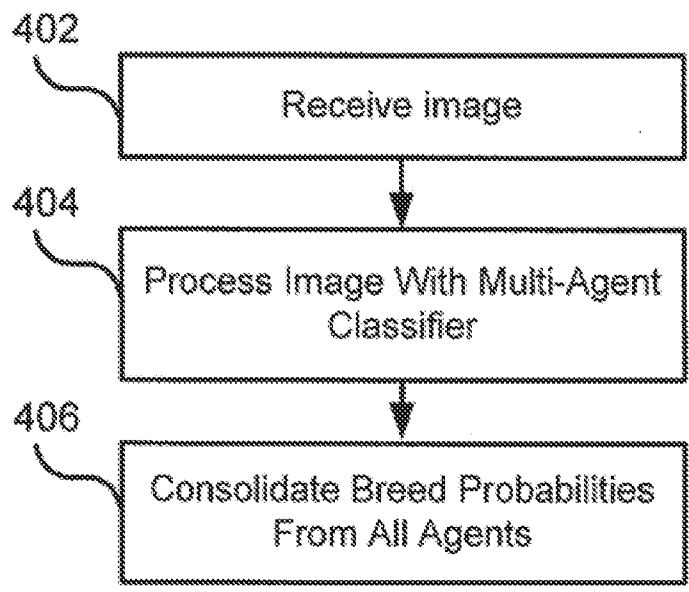 402
Receive image
404
Process Image With Multi-Agent
Classifier
406
Consolidate Breed Probabilities
From All Agents